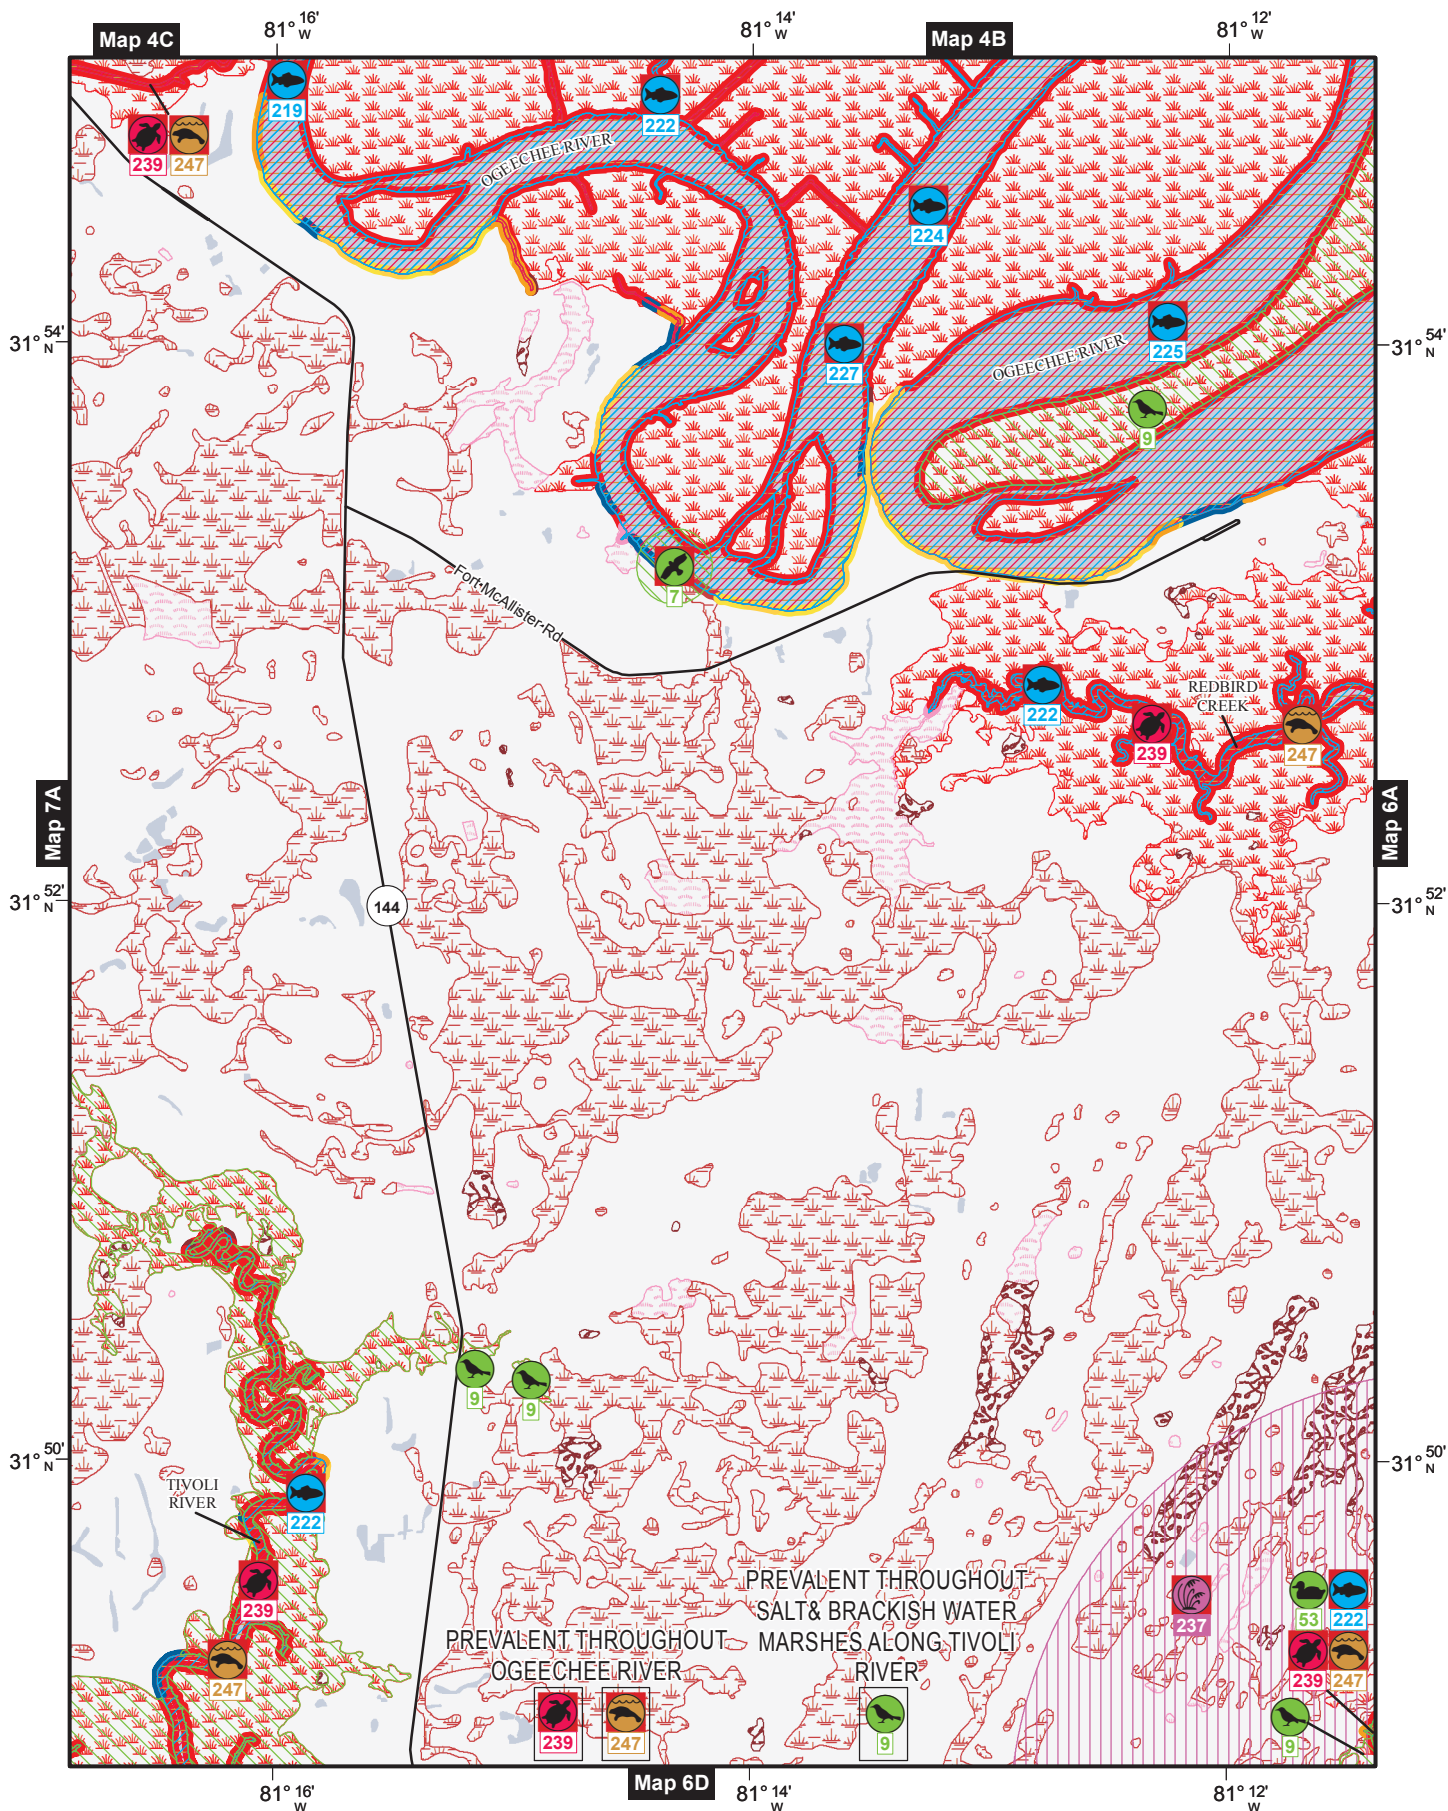 Map 4C
81° 16' W
81° 14' W
Map 4B
81° 12' W
219
222
239
247
OGEECHEE RIVER
224
31° 54' N
31° 54' N
227
OGEECHEE RIVER
225
9
7
Fort McAllister Rd
222
REDBIRD
CREEK
239
247
Map 7A
Map 6A
31° 52' N
144
31° 52' N
9
9
31° 50' N
31° 50' N
TIVOLI
RIVER
222
239
247
PREVALENT THROUGHOUT
OGEECHEE RIVER
239
247
PREVALENT THROUGHOUT
SALT& BRACKISH WATER
MARSHES ALONG TIVOLI
RIVER
9
237
53
222
239
247
9
81° 16' W
Map 6D
81° 14' W
81° 12' W